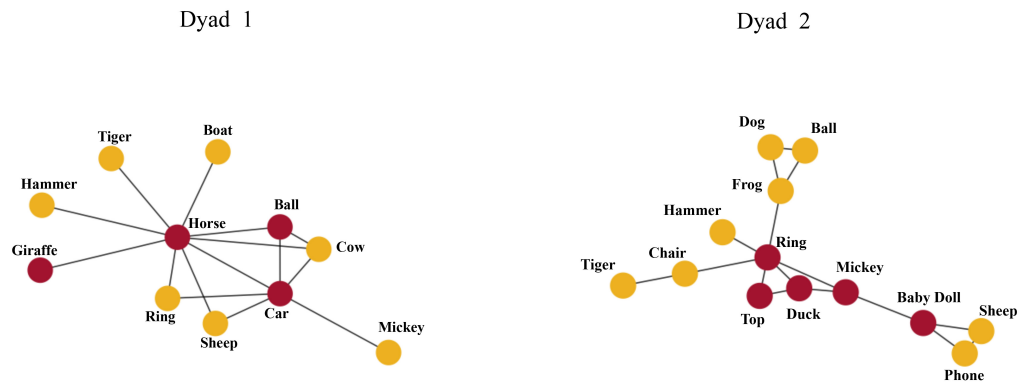 Dyad 1
Tiger
Boat
Hammer
Ball
Horse
Giraffe
Cow
Ring
Car
Sheep
Mickey
Dyad 2
Dog
Ball
Frog
Hammer
Ring
Chair
Tiger
Mickey
Baby Doll
Top
Duck
Sheep
Phone